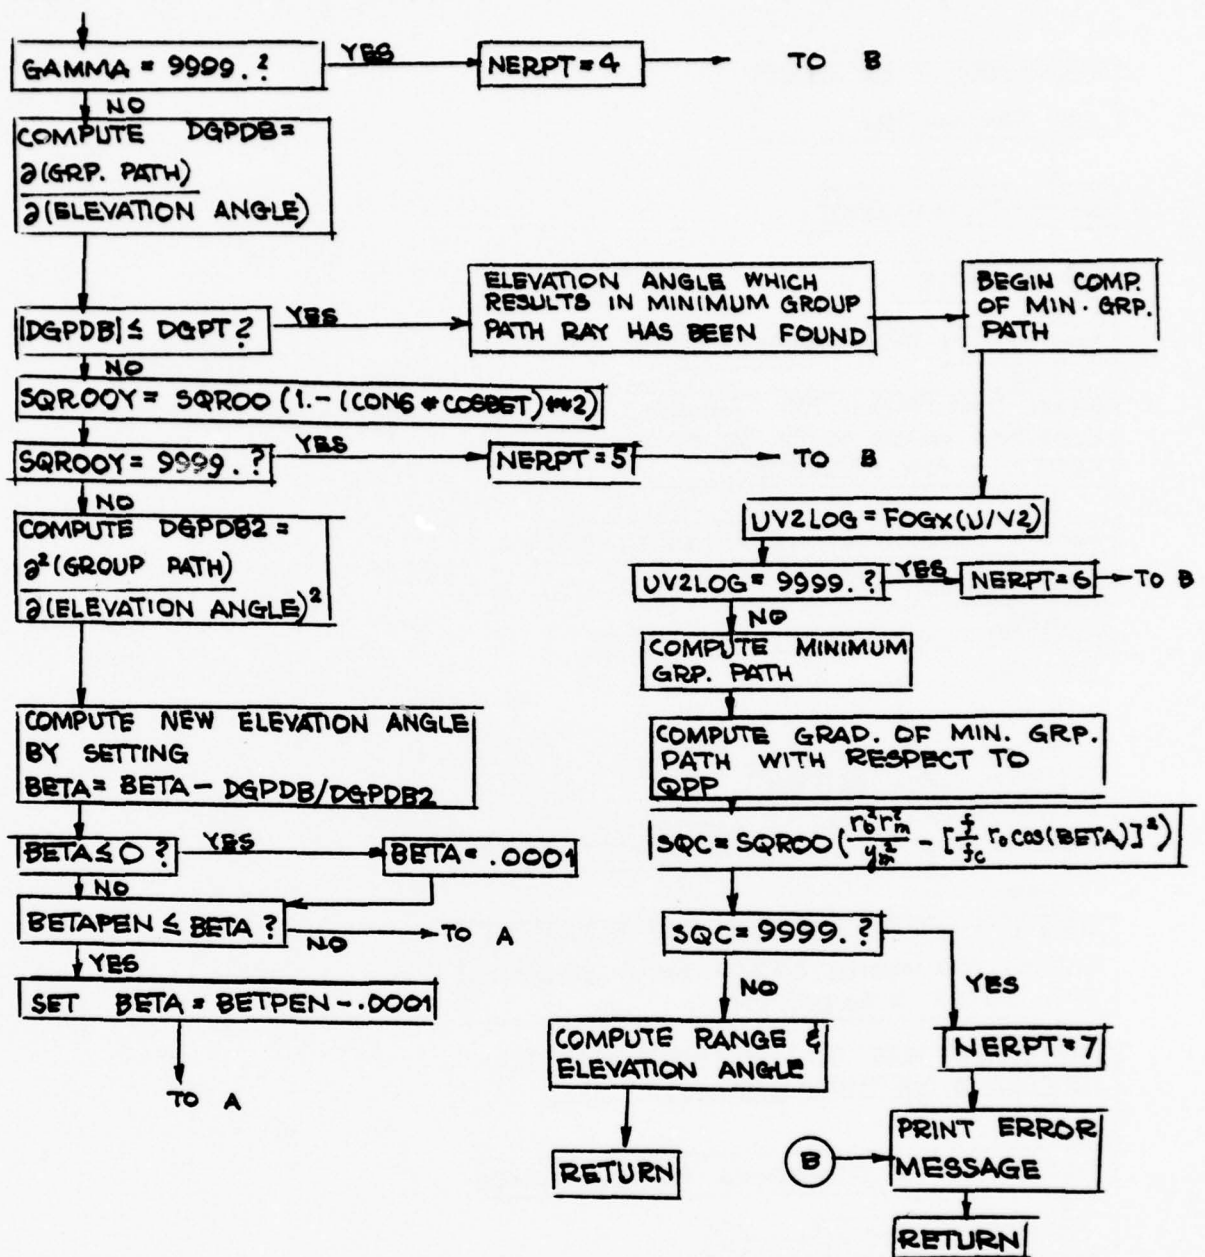 GAMMA = 9999.?
YES
NERPT = 4
TO B
NO
COMPUTE DGPDB =
∂(GRP. PATH)
∂(ELEVATION ANGLE)
|DGPDB| ≤ DGPT?
YES
ELEVATION ANGLE WHICH
RESULTS IN MINIMUM GROUP
PATH RAY HAS BEEN FOUND
BEGIN COMP.
OF MIN. GRP.
PATH
NO
SQROOY = SQROO (1.-(CON6 * COSBET)**2)
SQROOY = 9999.?
YES
NERPT = 5
TO B
NO
COMPUTE DGPDB2 =
∂²(GROUP PATH)
∂(ELEVATION ANGLE)²
COMPUTE NEW ELEVATION ANGLE
BY SETTING
BETA = BETA - DGPDB/DGPDB2
BETA ≤ 0 ?
YES
BETA = .0001
NO
BETAPEN ≤ BETA ?
NO
TO A
YES
SET BETA = BETPEN - .0001
TO A
UV2LOG = FOGX(U/V2)
UV2LOG = 9999.?
YES
NERPT = 6
TO B
NO
COMPUTE MINIMUM
GRP. PATH
COMPUTE GRAD. OF MIN. GRP.
PATH WITH RESPECT TO
QPP
SQC = SQROO (r_b² r_m² / y_m² - [f/f_c r_o cos(BETA)]²)
SQC = 9999.?
NO
YES
COMPUTE RANGE &
ELEVATION ANGLE
NERPT = 7
RETURN
B
PRINT ERROR
MESSAGE
RETURN